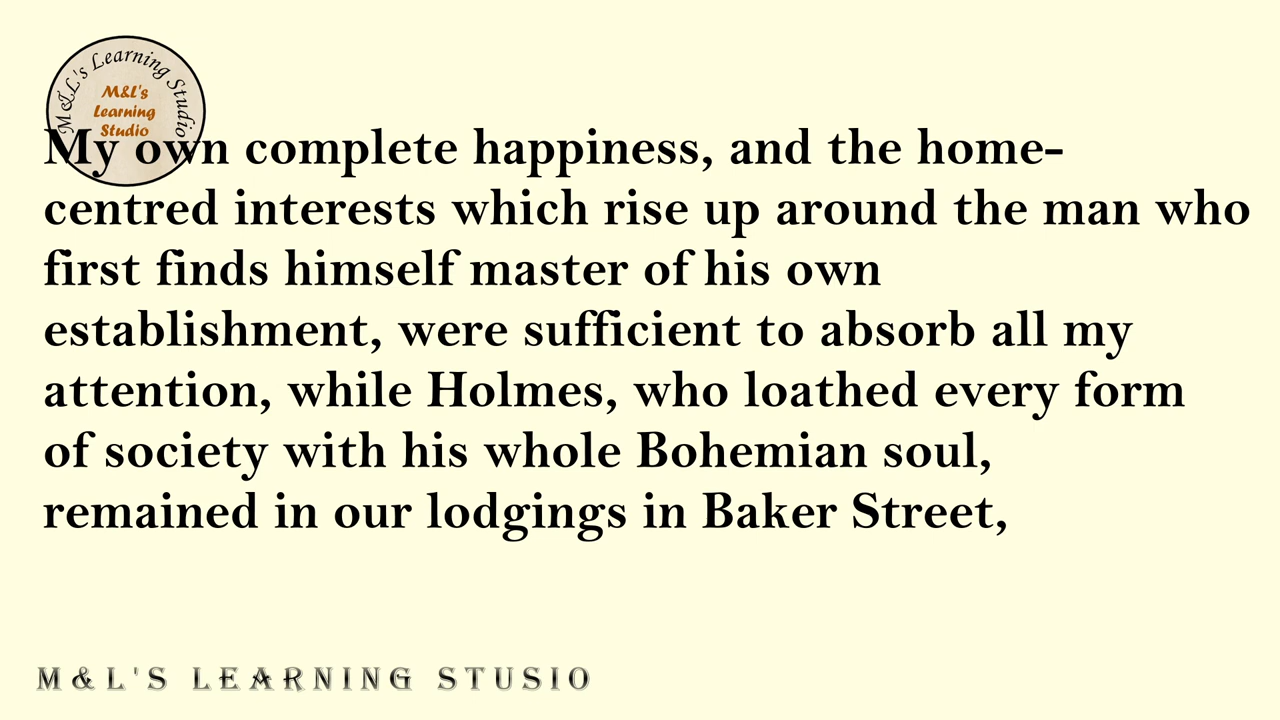 M&L's Learning Studio
M&L's
Learning
Studio
My own complete happiness, and the home-
centred interests which rise up around the man who
first finds himself master of his own
establishment, were sufficient to absorb all my
attention, while Holmes, who loathed every form
of society with his whole Bohemian soul,
remained in our lodgings in Baker Street,
M&L'S LEARNING STUSIO